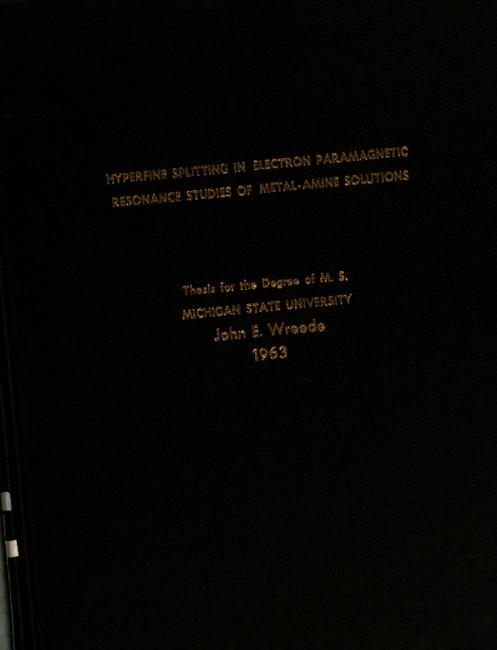 HYPERFINE SPLITTING IN ELECTRON PARAMAGNETIC
RESONANCE STUDIES OF METAL-AMINE SOLUTIONS
Thesis for the Degree of M. S.
MICHIGAN STATE UNIVERSITY
John E. Wreede
1963